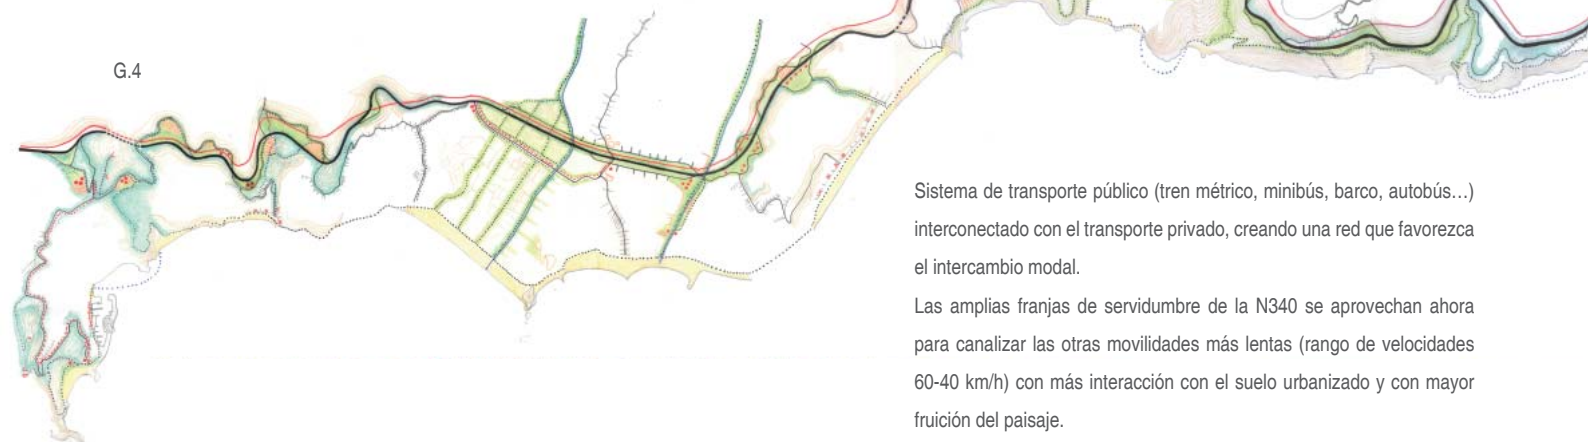 G.4
Sistema de transporte público (tren métrico, minibús, barco, autobús…)
interconectado con el transporte privado, creando una red que favorezca
el intercambio modal.
Las amplias franjas de servidumbre de la N340 se aprovechan ahora
para canalizar las otras movilidades más lentas (rango de velocidades
60-40 km/h) con más interacción con el suelo urbanizado y con mayor
fruición del paisaje.